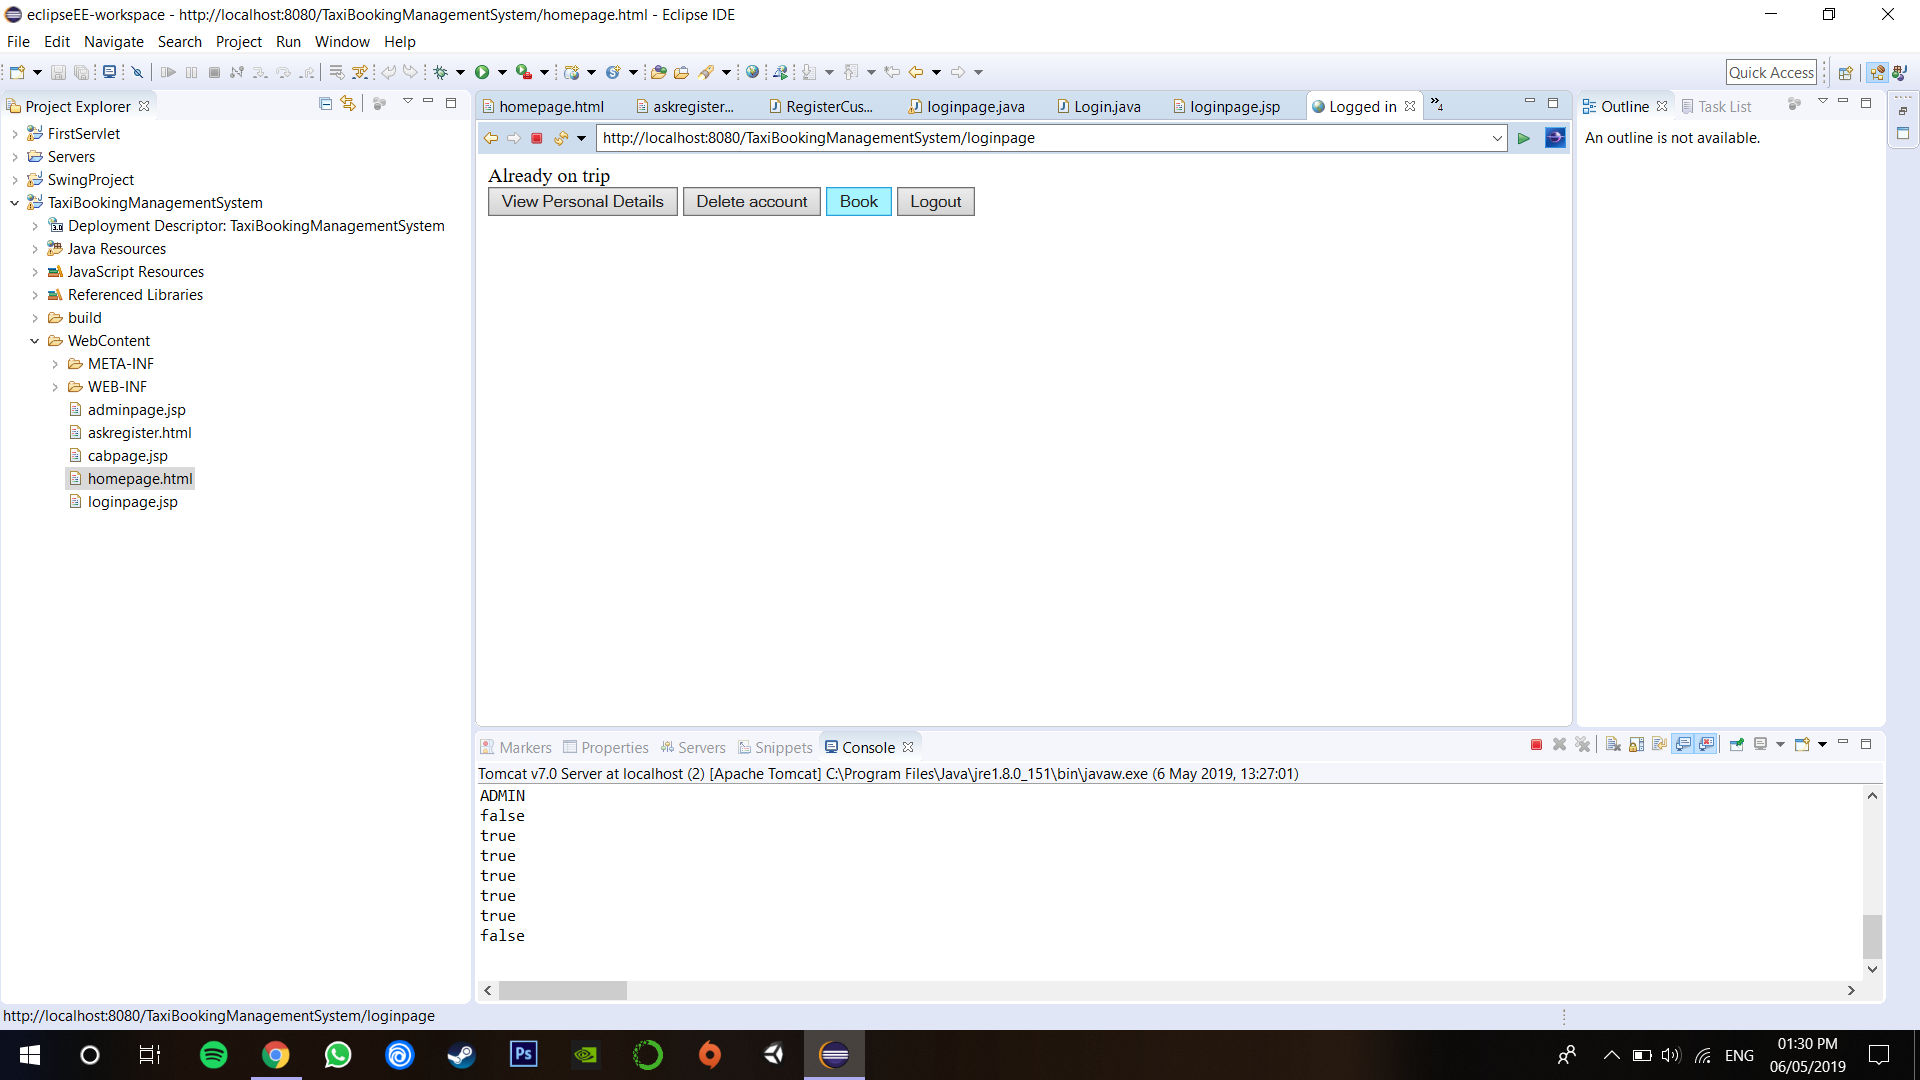 eclipseEE-workspace - http://localhost:8080/TaxiBookingManagementSystem/homepage.html - Eclipse IDE
File Edit Navigate Search Project Run Window Help
Quick Access
Project Explorer
homepage.html askregister... RegisterCus... loginpage.java Login.java loginpage.jsp Logged in »4
Outline Task List
FirstServlet
Servers
SwingProject
TaxiBookingManagementSystem
Deployment Descriptor: TaxiBookingManagementSystem
Java Resources
JavaScript Resources
Referenced Libraries
build
WebContent
META-INF
WEB-INF
adminpage.jsp
askregister.html
cabpage.jsp
homepage.html
loginpage.jsp
http://localhost:8080/TaxiBookingManagementSystem/loginpage
Already on trip
View Personal Details Delete account Book Logout
An outline is not available.
Markers Properties Servers Snippets Console
Tomcat v7.0 Server at localhost (2) [Apache Tomcat] C:\Program Files\Java\jre1.8.0_151\bin\javaw.exe (6 May 2019, 13:27:01)
ADMIN
false
true
true
true
true
true
false
http://localhost:8080/TaxiBookingManagementSystem/loginpage
Ps
ENG
01:30 PM
06/05/2019